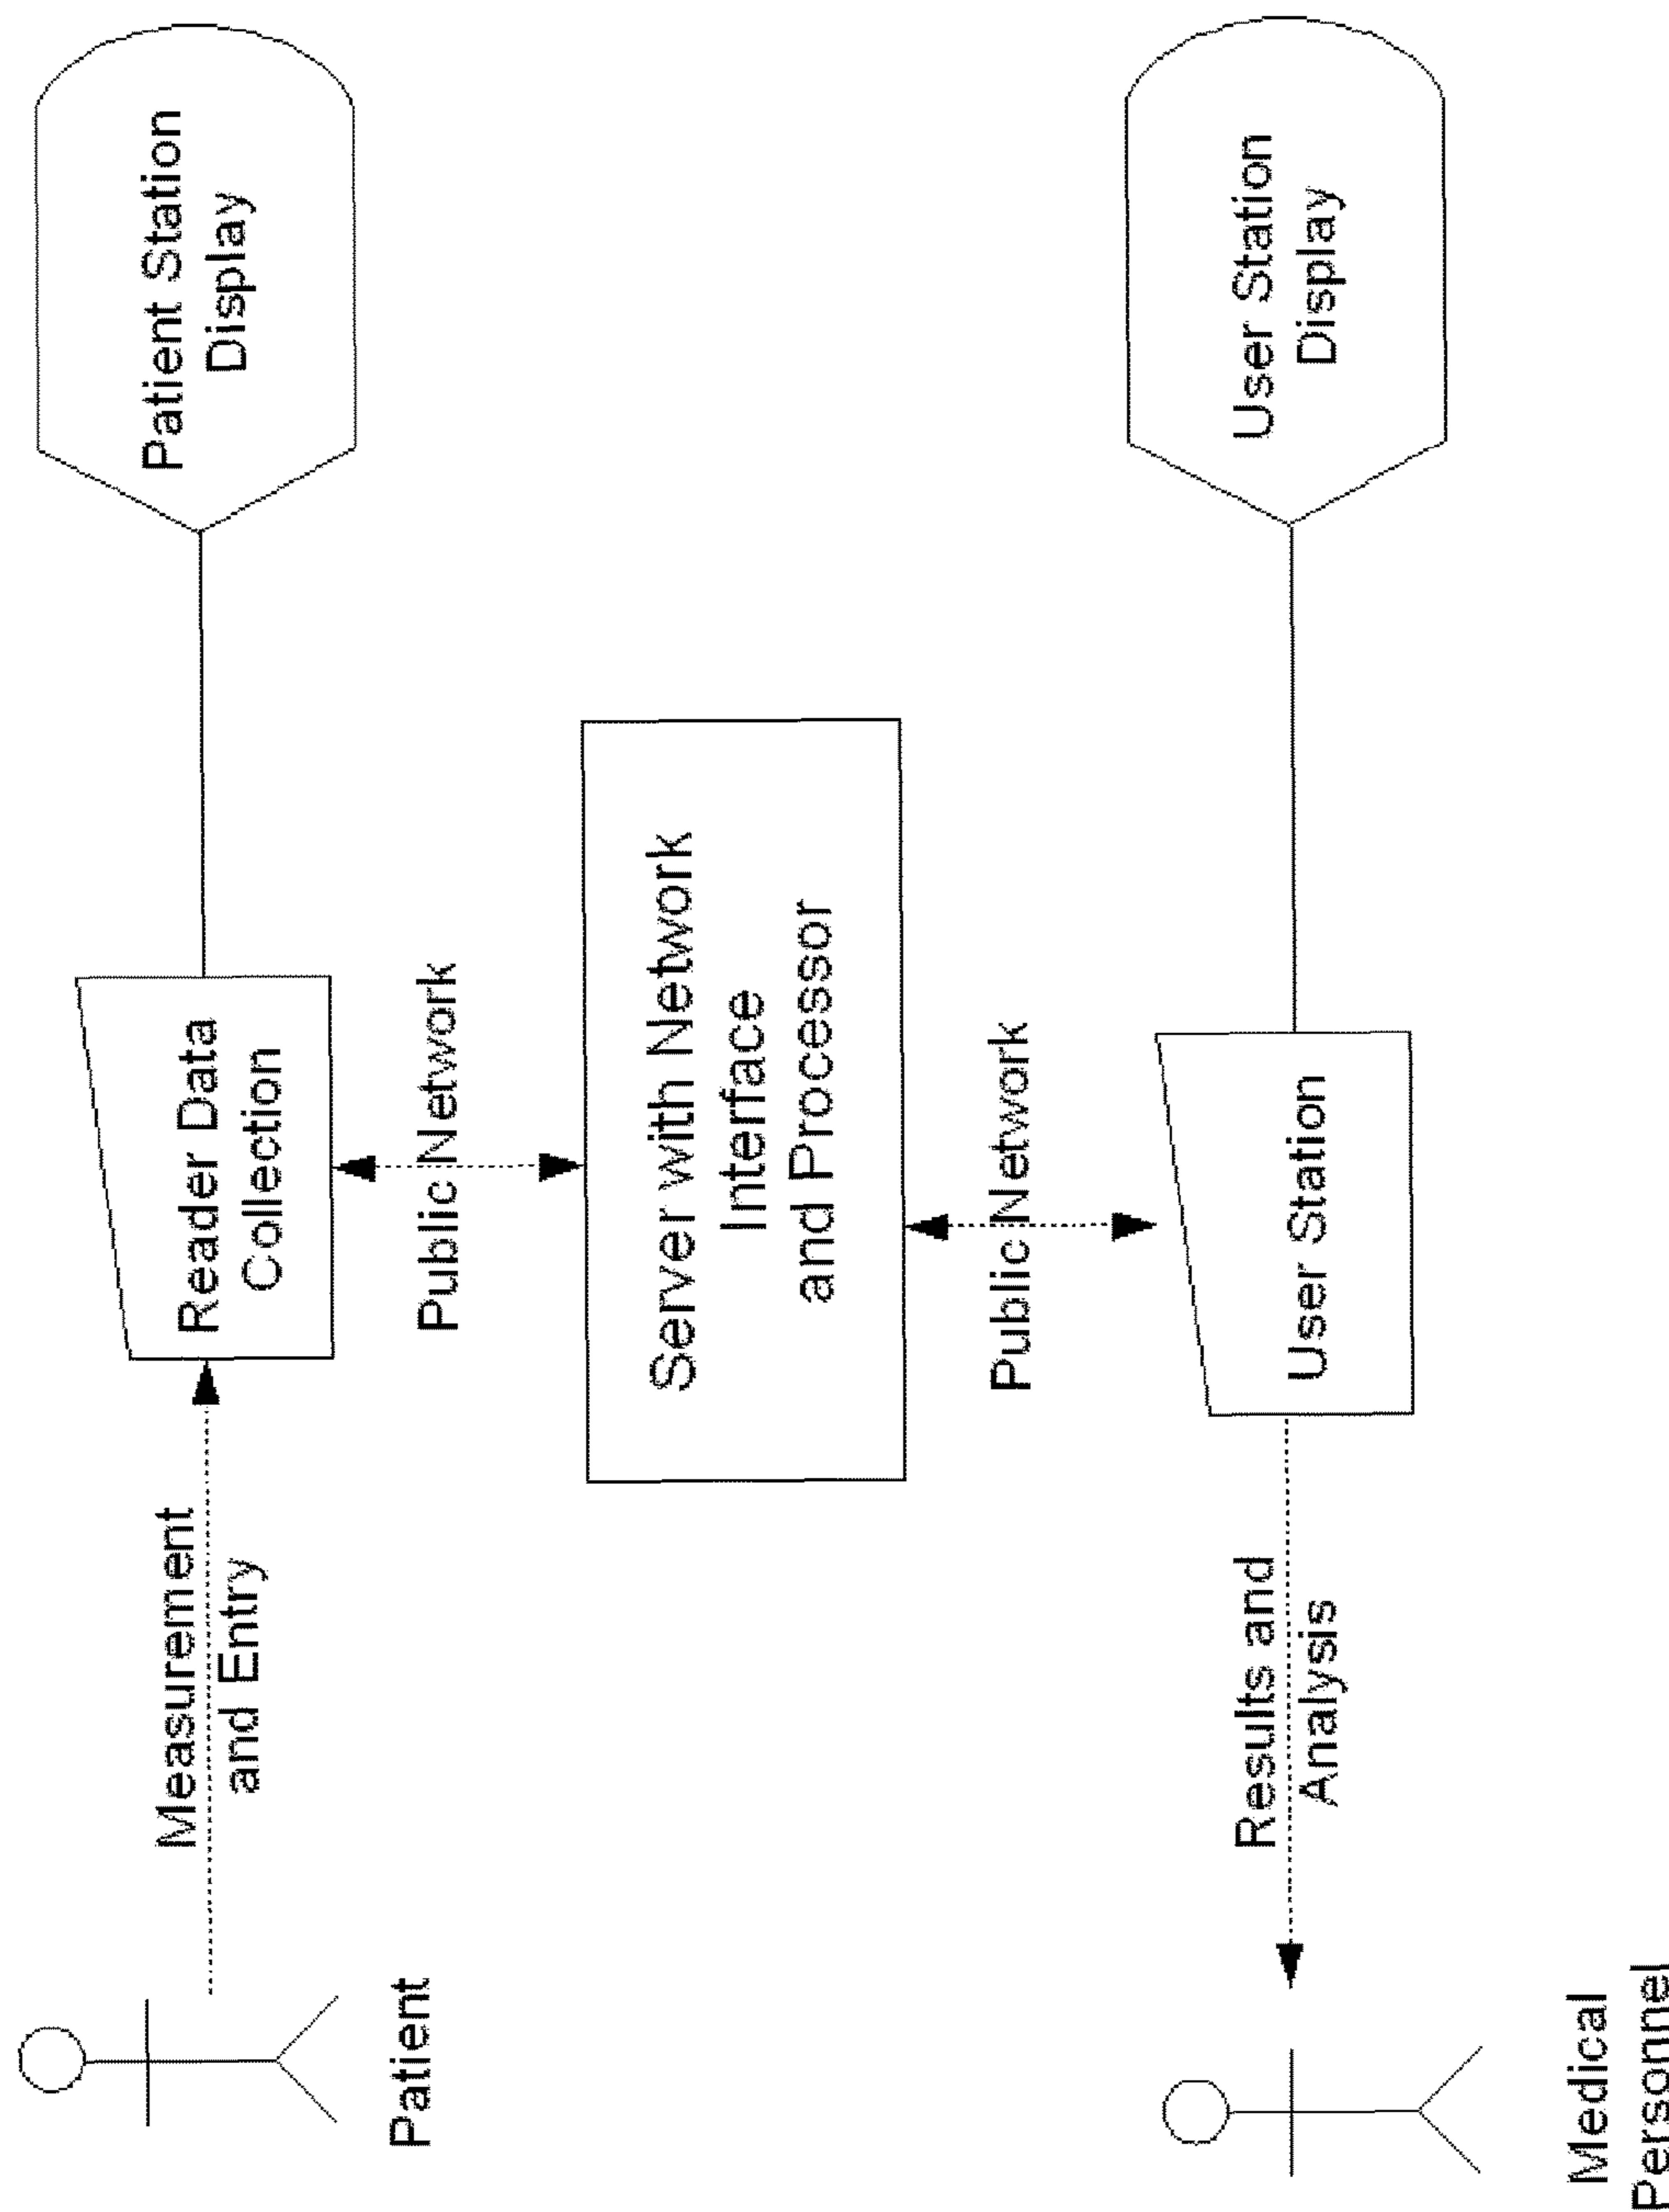 Patient
Measurement
and Entry
Reader Data
Collection
Patient Station
Display
Public Network
Server with Network
Interface
and Processor
Public Network
Medical
Personnel
Results and
Analysis
User Station
User Station
Display